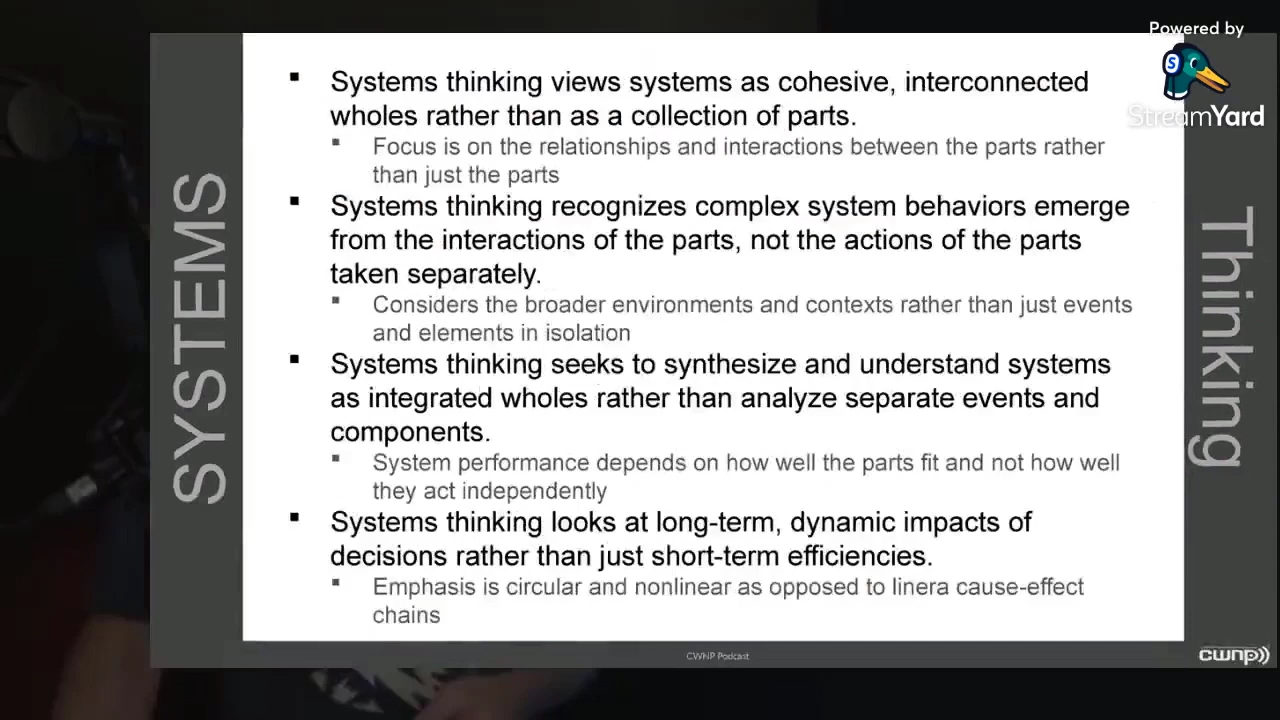 Powered by
StreamYard
SYSTEMS
Thinking
▪ Systems thinking views systems as cohesive, interconnected
wholes rather than as a collection of parts.
▪ Focus is on the relationships and interactions between the parts rather
than just the parts
▪ Systems thinking recognizes complex system behaviors emerge
from the interactions of the parts, not the actions of the parts
taken separately.
▪ Considers the broader environments and contexts rather than just events
and elements in isolation
▪ Systems thinking seeks to synthesize and understand systems
as integrated wholes rather than analyze separate events and
components.
▪ System performance depends on how well the parts fit and not how well
they act independently
▪ Systems thinking looks at long-term, dynamic impacts of
decisions rather than just short-term efficiencies.
▪ Emphasis is circular and nonlinear as opposed to linera cause-effect
chains
CWNP Podcast
cwnp